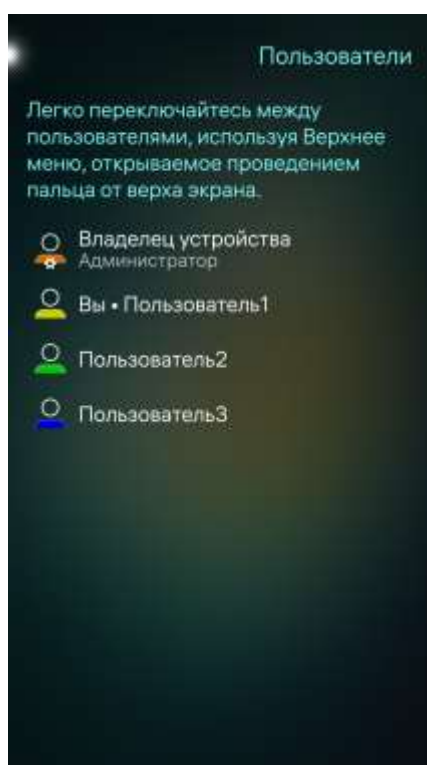 Пользователи
Легко переключайтесь между
пользователями, используя Верхнее
меню, открываемое проведением
пальца от верха экрана.
Владелец устройства
Администратор
Вы • Пользователь1
Пользователь2
Пользователь3